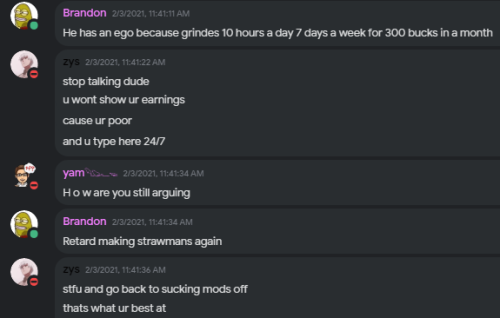 Brandon 2/3/2021, 11:41:11 AM
He has an ego because grindes 10 hours a day 7 days a week for 300 bucks in a month
zys 2/3/2021, 11:41:22 AM
stop talking dude
u wont show ur earnings
cause ur poor
and u type here 24/7
yam 2/3/2021, 11:41:34 AM
H o w are you still arguing
Brandon 2/3/2021, 11:41:34 AM
Retard making strawmans again
zys 2/3/2021, 11:41:36 AM
stfu and go back to sucking mods off
thats what ur best at